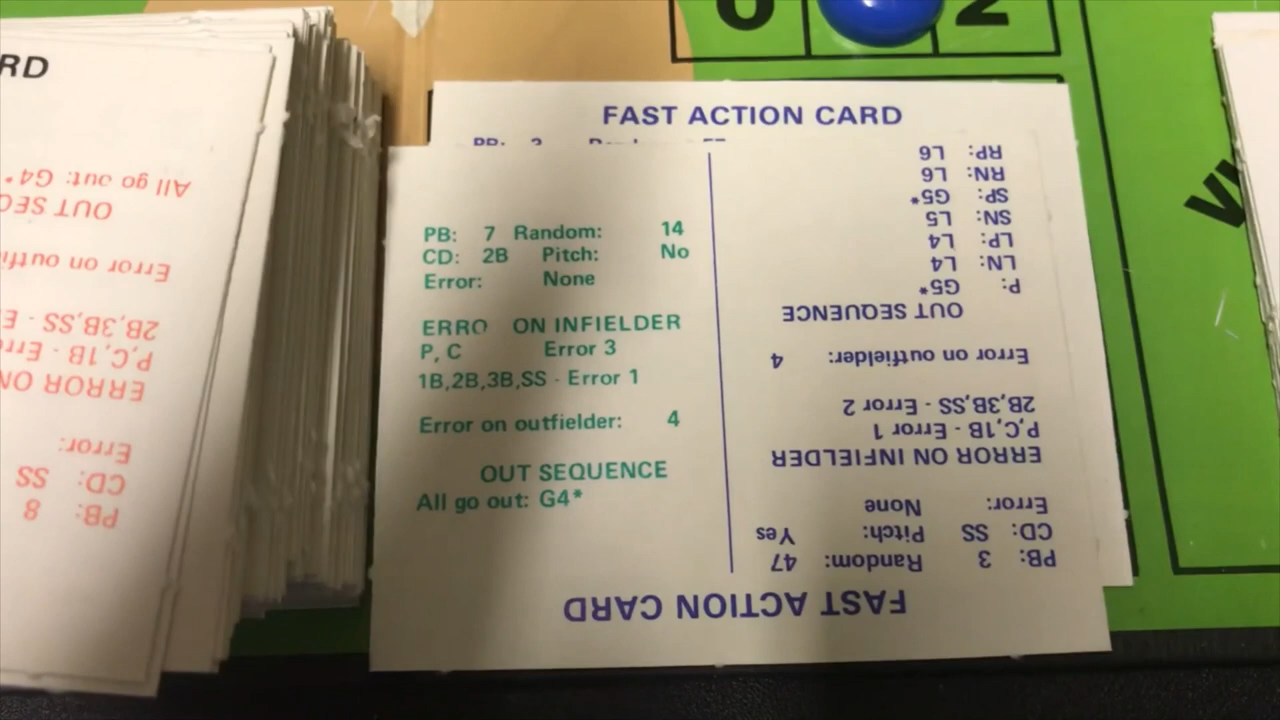 0
2
RD
All go out: G4*
OUT SEQ
Error on outfi
2B,3B,SS - E
P,C,1B - Erro
ERROR ON
Error:
CD: SS
PB: 8
FAST ACTION CARD
PB: 7 Random: 14
CD: 2B Pitch: No
Error: None
ERRO ON INFIELDER
P, C Error 3
1B,2B,3B,SS - Error 1
Error on outfielder: 4
OUT SEQUENCE
All go out: G4*
FAST ACTION CARD
PB: 3 Random: 47
CD: SS Pitch: Yes
Error: None
ERROR ON INFIELDER
P,C,1B - Error 1
2B,3B,SS - Error 2
Error on outfielder: 4
OUT SEQUENCE
P: G5*
LN: L4
LP: L4
SN: L5
SP: G5*
RN: L6
RP: L6